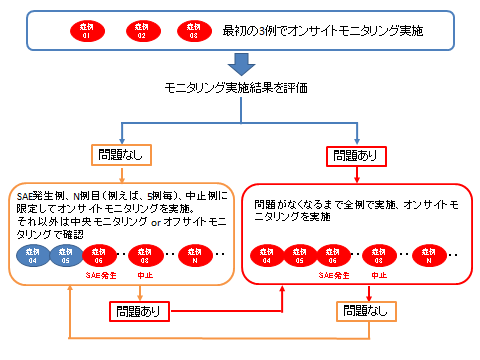 症例
01
症例
02
症例
03
最初の3例でオンサイトモニタリング実施
モニタリング実施結果を評価
問題なし
問題あり
SAE発生例、N例目(例えば、5例毎)、中止例に
限定してオンサイトモニタリングを実施。
それ以外は中央モニタリング or オフサイトモニ
タリングで確認
症例
04
症例
05
症例
06
‥
症例
08
‥
症例
N
‥
SAE発生
中止
問題がなくなるまで全例で実施、オンサイトモ
ニタリングを実施
症例
04
症例
05
症例
06
‥
症例
08
‥
症例
N
‥
SAE発生
中止
問題あり
問題なし